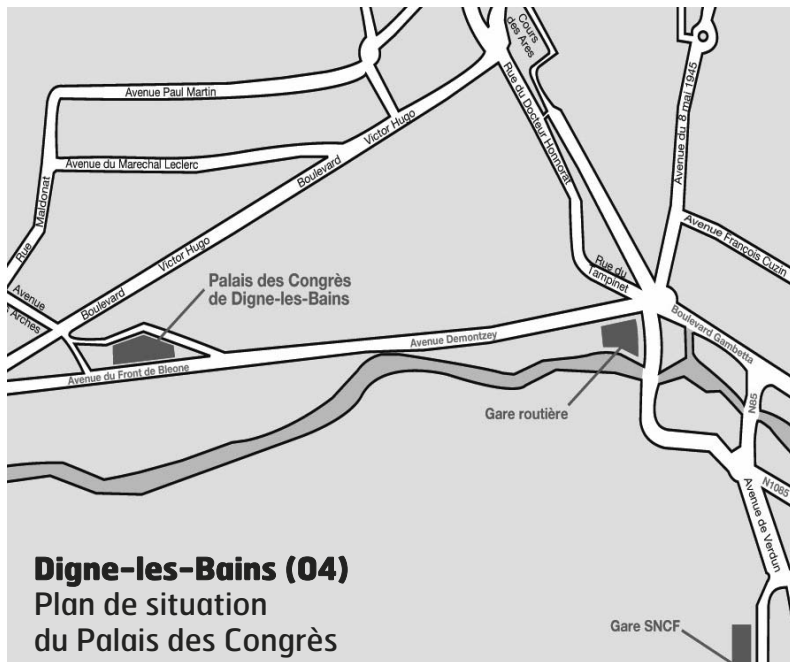 Cours
des Ares
Avenue Paul Martin
Rue du Docteur Honnorat
Avenue du 8 mai 1945
Victor Hugo
Boulevard
Avenue du Marechal Leclerc
Rue Maldonat
Avenue François Cuzin
Victor Hugo
Boulevard
Rue du
Tampinet
Palais des Congrès
de Digne-les-Bains
Avenue
Arches
Boulevard Gambetta
Avenue Demontzey
Avenue du Front de Bleone
Gare routière
N85
N1085
Avenue de Verdun
Digne-les-Bains (04)
Plan de situation
du Palais des Congrès
Gare SNCF